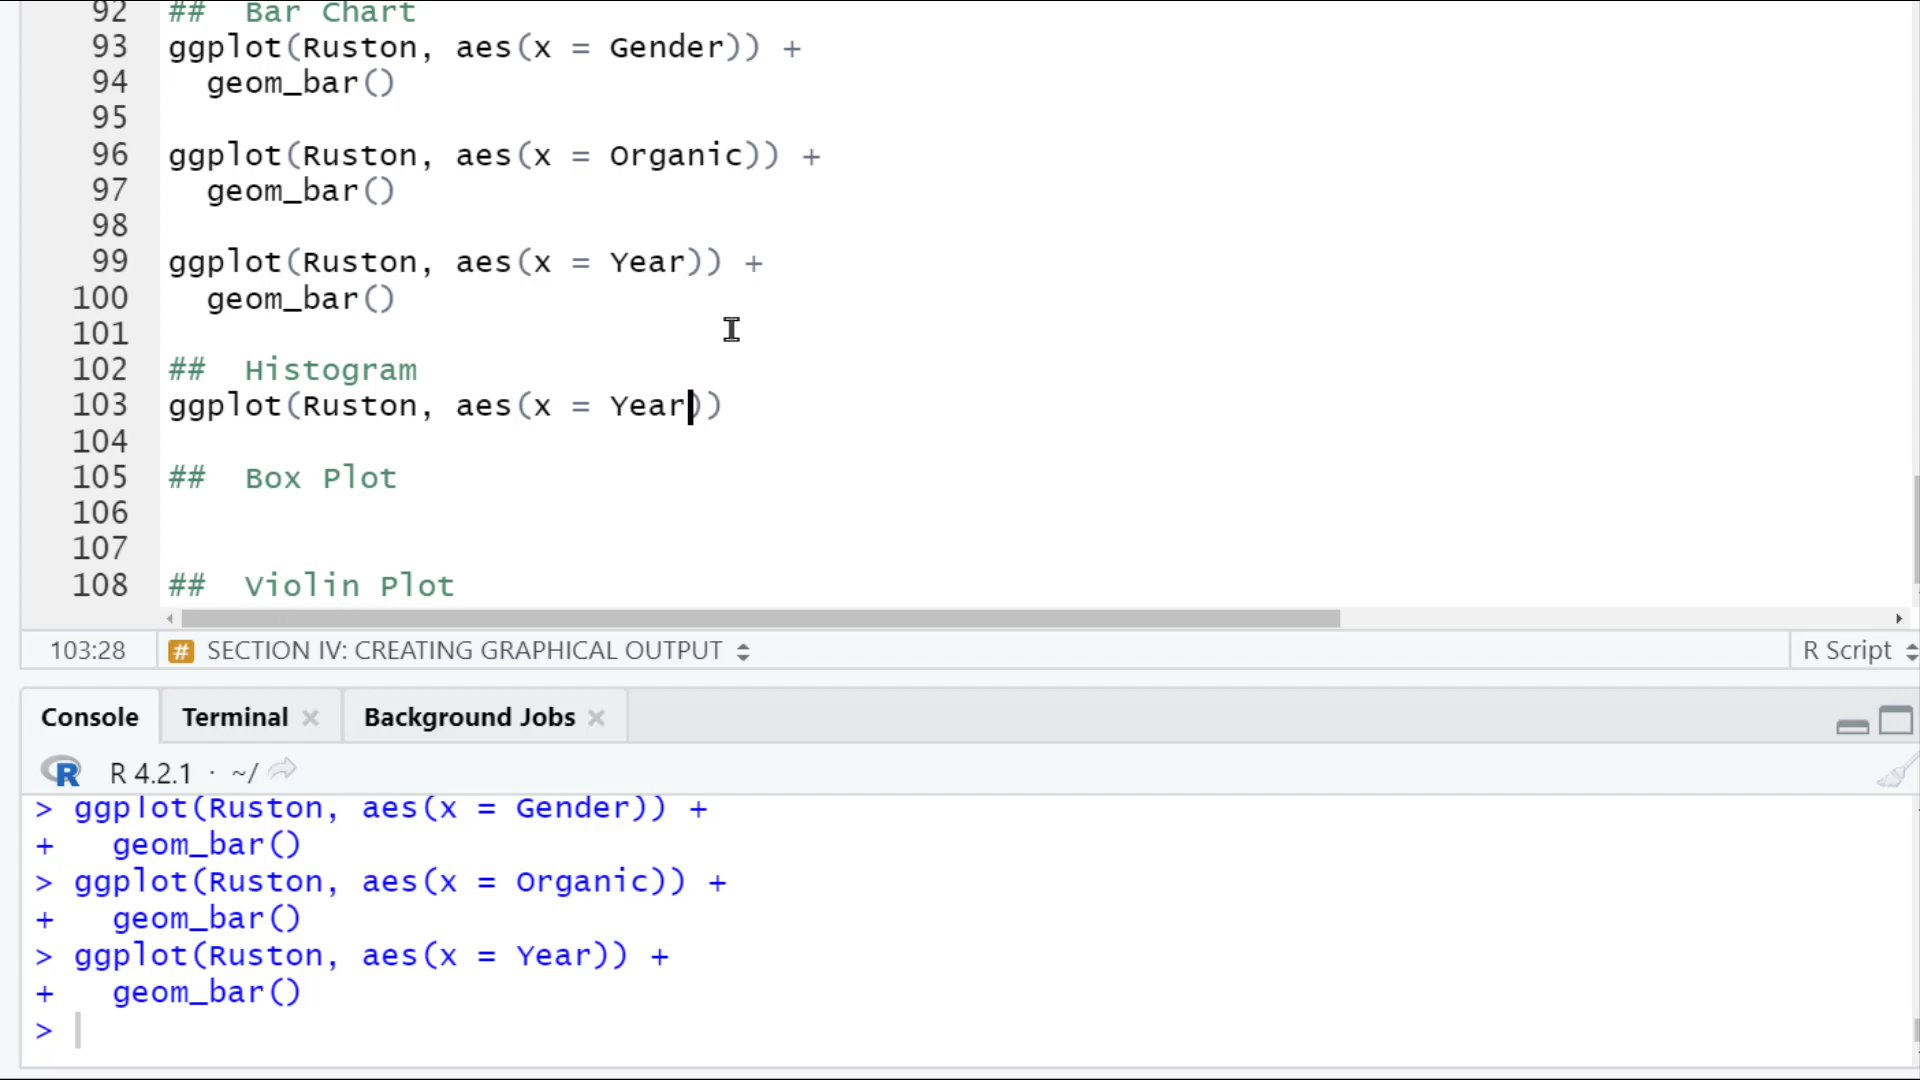 92 ##  Bar Chart
93 ggplot(Ruston, aes(x = Gender)) +
94   geom_bar()
95
96 ggplot(Ruston, aes(x = Organic)) +
97   geom_bar()
98
99 ggplot(Ruston, aes(x = Year)) +
100   geom_bar()
101
102 ##  Histogram
103 ggplot(Ruston, aes(x = Year))
104
105 ##  Box Plot
106
107
108 ##  Violin Plot
103:28 # SECTION IV: CREATING GRAPHICAL OUTPUT R Script
Console Terminal Background Jobs
R R 4.2.1 · ~/
> ggplot(Ruston, aes(x = Gender)) +
+   geom_bar()
> ggplot(Ruston, aes(x = Organic)) +
+   geom_bar()
> ggplot(Ruston, aes(x = Year)) +
+   geom_bar()
>